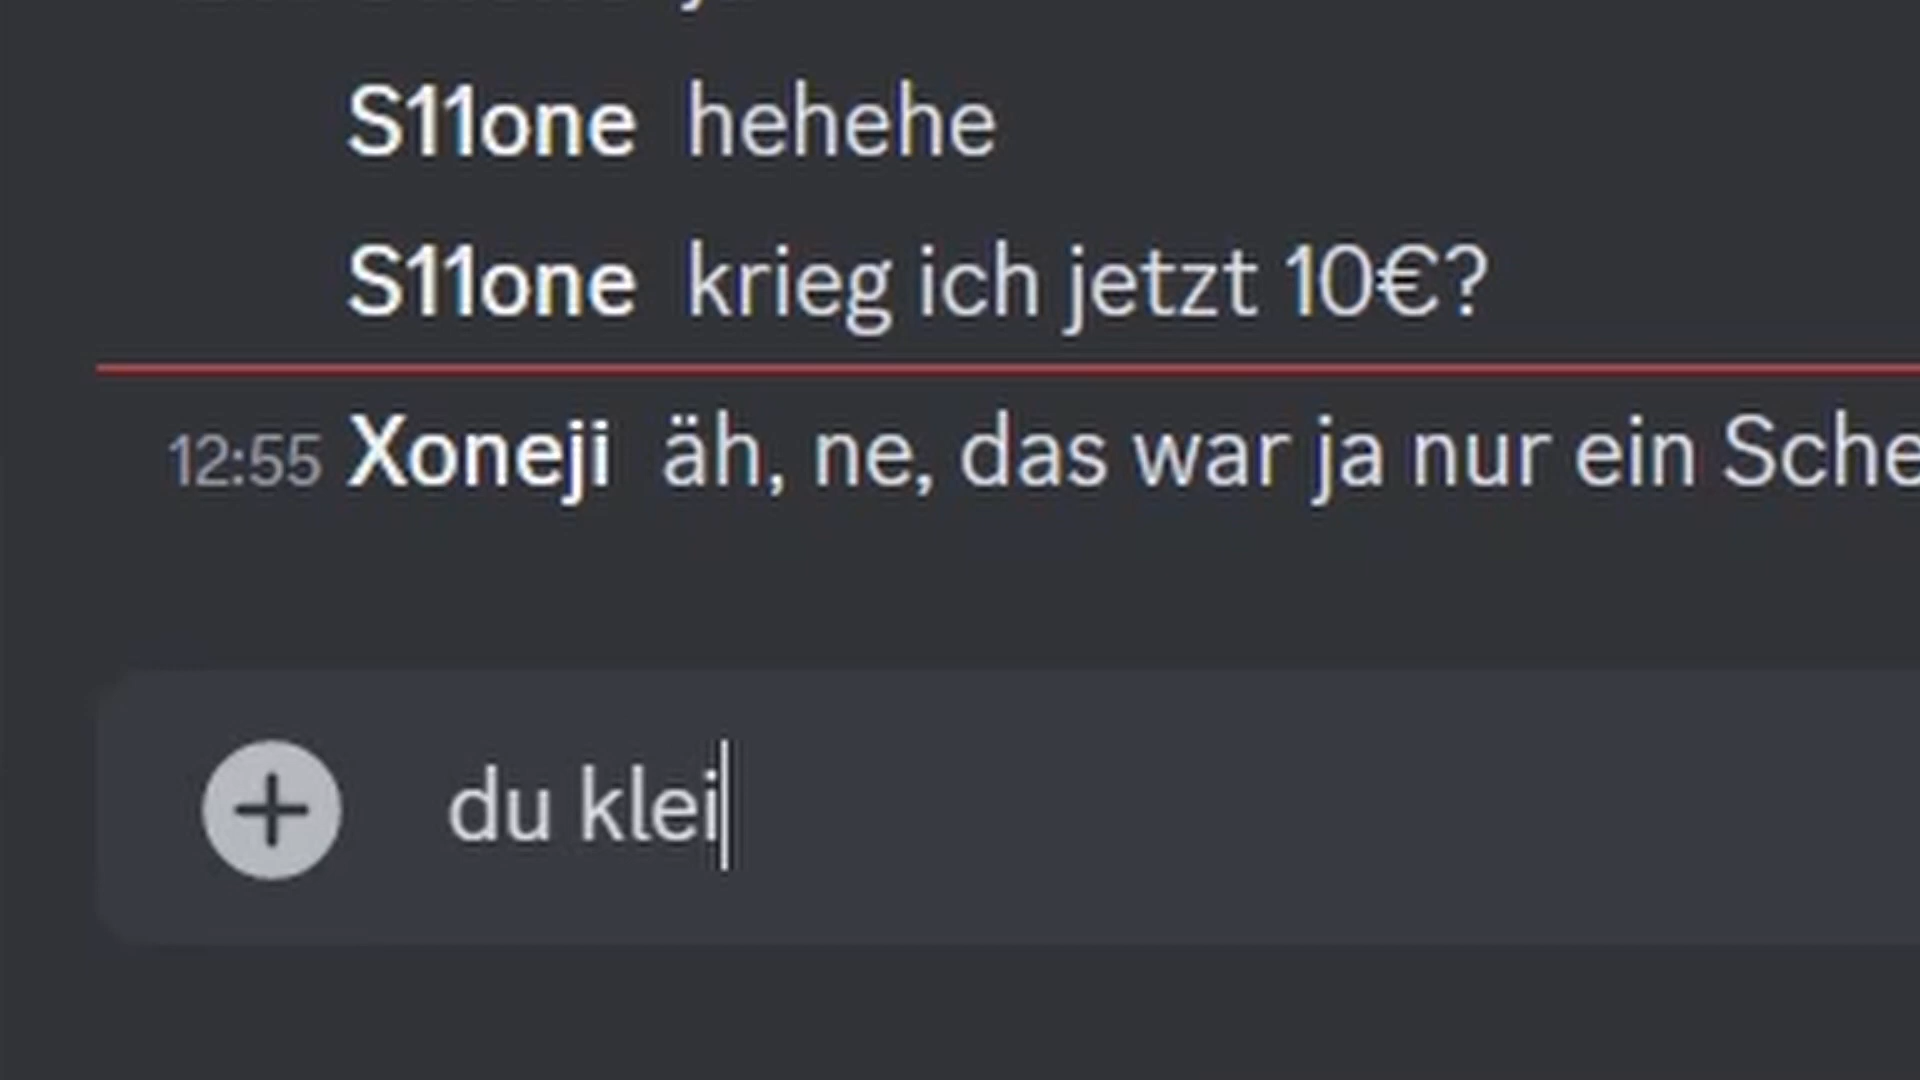 S11one hehehe
S11one krieg ich jetzt 10€?
12:55 Xoneji äh, ne, das war ja nur ein Sche
du klei